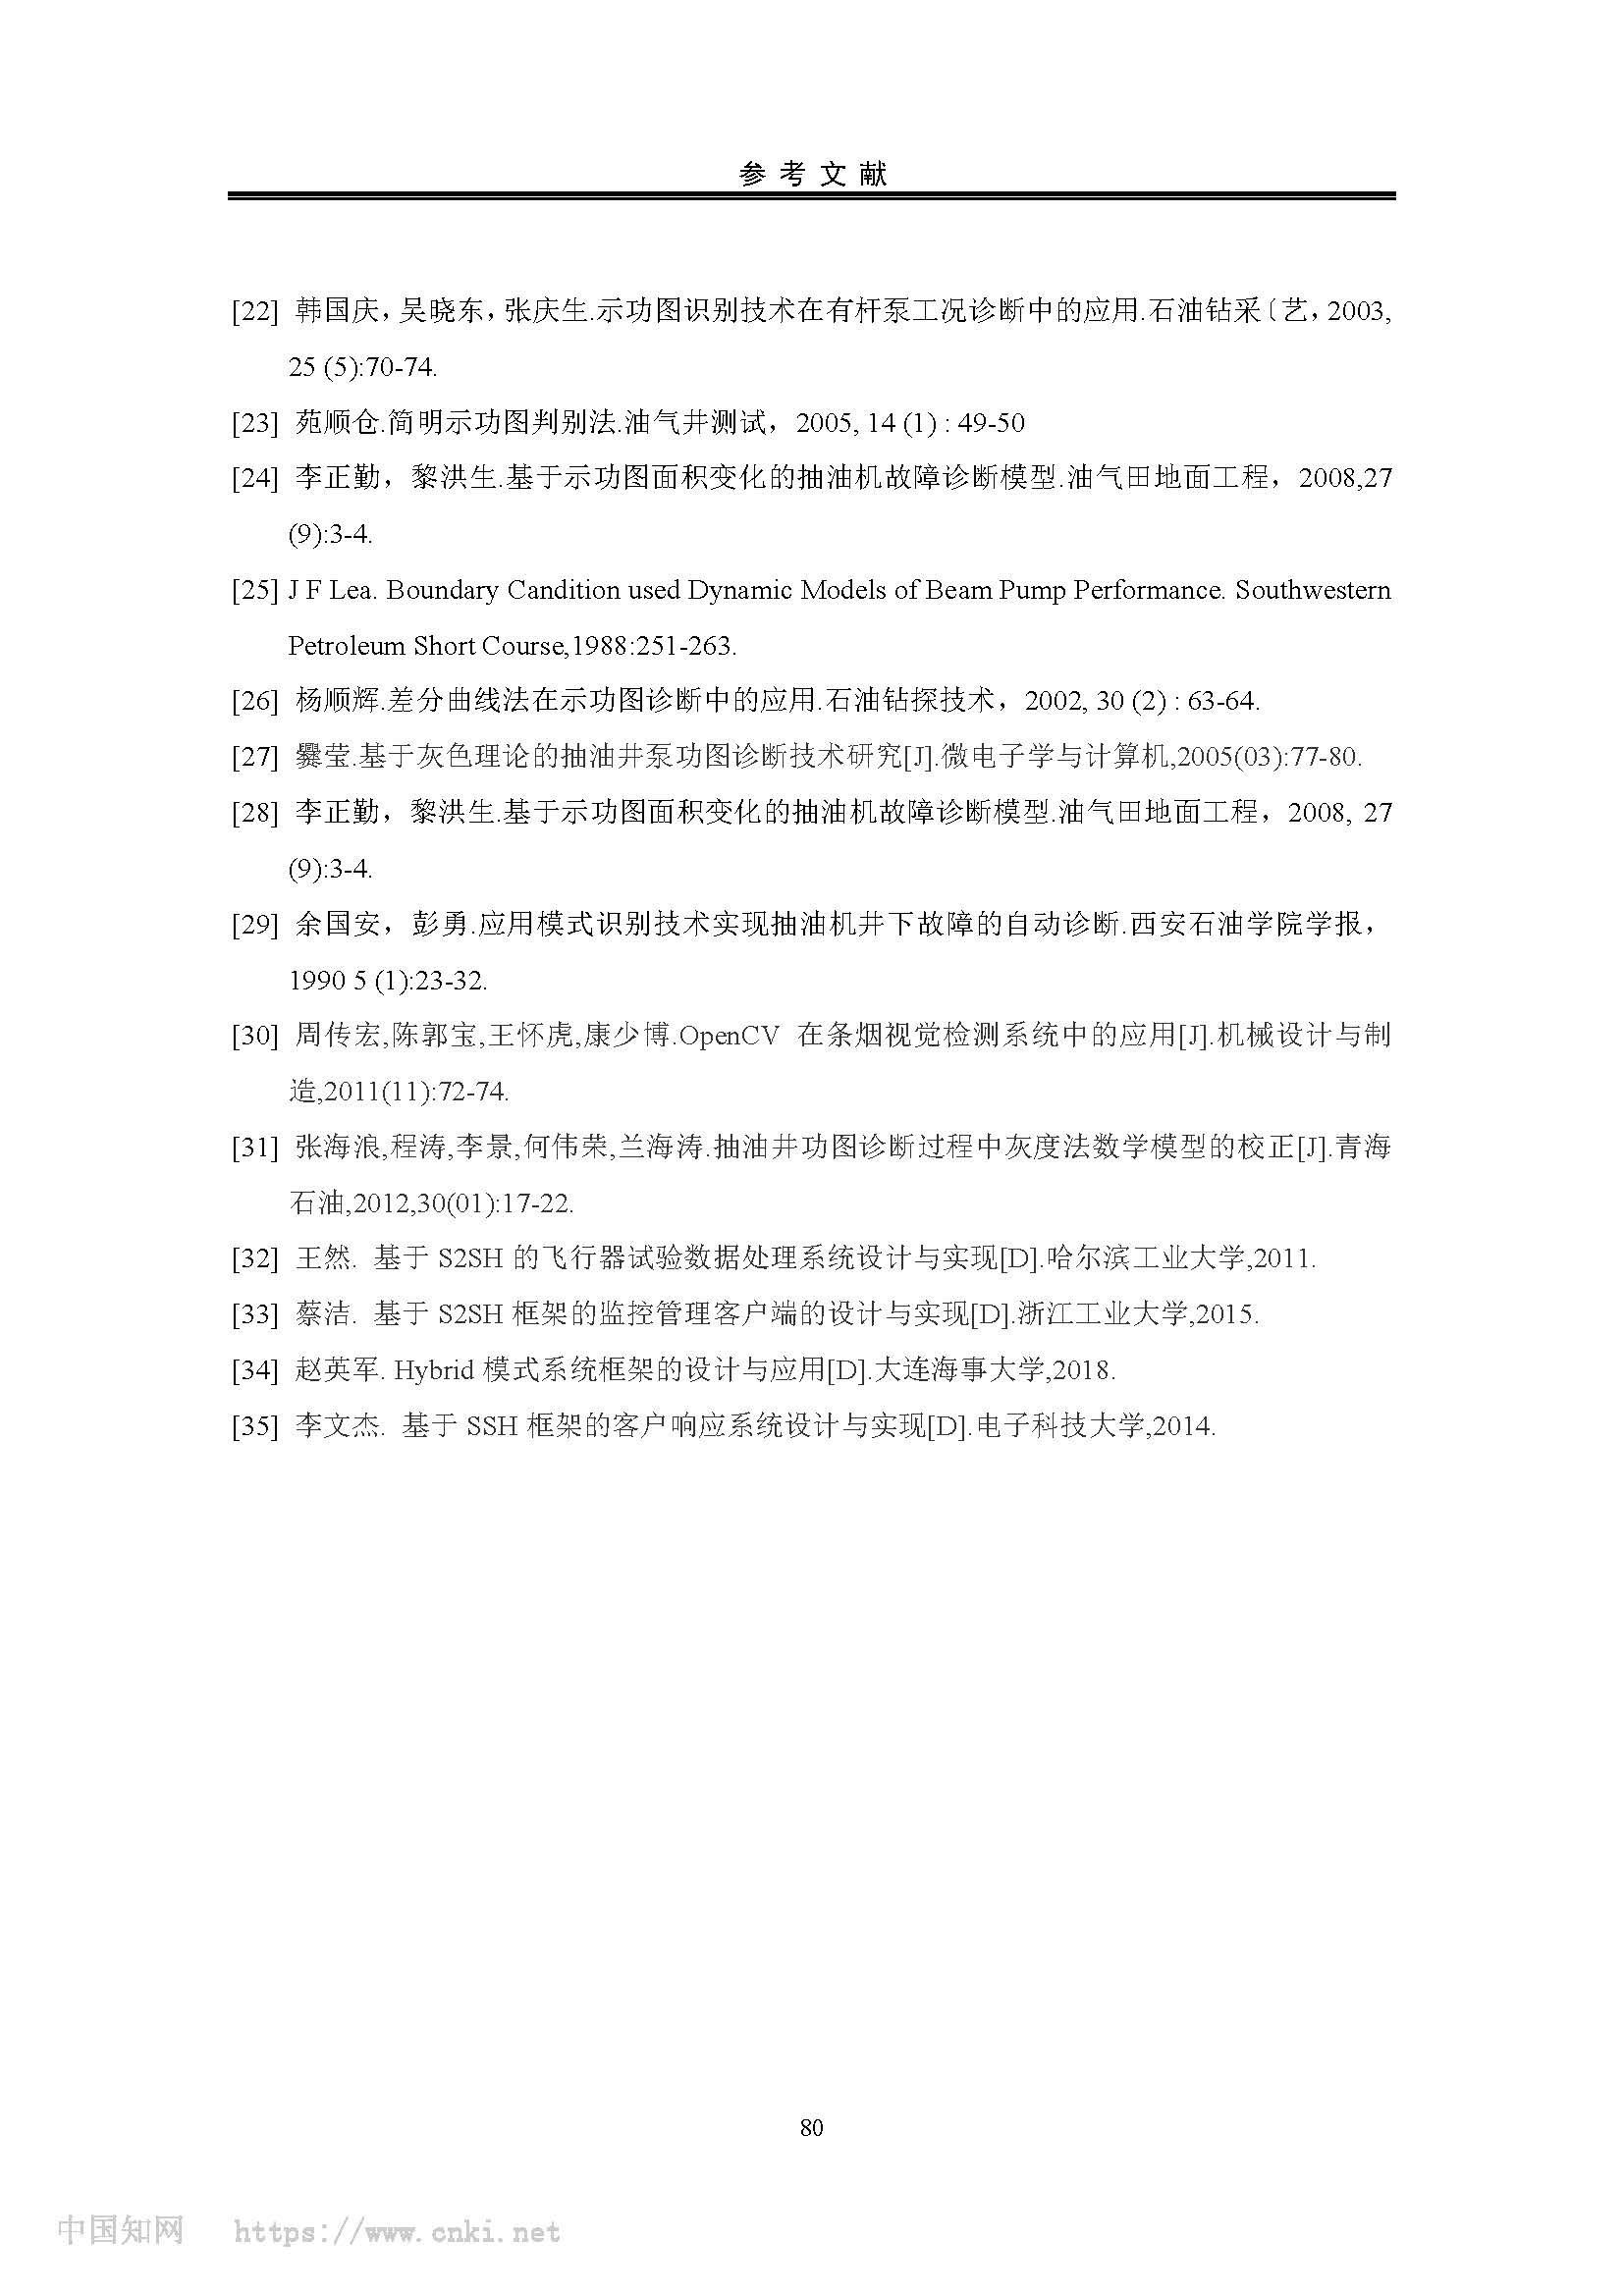 参 考 文 献
[22] 韩国庆，吴晓东，张庆生.示功图识别技术在有杆泵工况诊断中的应用.石油钻采〔艺，2003,
25 (5):70-74.
[23] 苑顺仓.简明示功图判别法.油气井测试，2005, 14 (1) : 49-50
[24] 李正勤，黎洪生.基于示功图面积变化的抽油机故障诊断模型.油气田地面工程，2008,27
(9):3-4.
[25] J F Lea. Boundary Candition used Dynamic Models of Beam Pump Performance. Southwestern
Petroleum Short Course,1988:251-263.
[26] 杨顺辉.差分曲线法在示功图诊断中的应用.石油钻探技术，2002, 30 (2) : 63-64.
[27] 爨莹.基于灰色理论的抽油井泵功图诊断技术研究[J].微电子学与计算机,2005(03):77-80.
[28] 李正勤，黎洪生.基于示功图面积变化的抽油机故障诊断模型.油气田地面工程，2008, 27
(9):3-4.
[29] 余国安，彭勇.应用模式识别技术实现抽油机井下故障的自动诊断.西安石油学院学报，
1990 5 (1):23-32.
[30] 周传宏,陈郭宝,王怀虎,康少博.OpenCV 在条烟视觉检测系统中的应用[J].机械设计与制
造,2011(11):72-74.
[31] 张海浪,程涛,李景,何伟荣,兰海涛.抽油井功图诊断过程中灰度法数学模型的校正[J].青海
石油,2012,30(01):17-22.
[32] 王然. 基于 S2SH 的飞行器试验数据处理系统设计与实现[D].哈尔滨工业大学,2011.
[33] 蔡洁. 基于 S2SH 框架的监控管理客户端的设计与实现[D].浙江工业大学,2015.
[34] 赵英军. Hybrid 模式系统框架的设计与应用[D].大连海事大学,2018.
[35] 李文杰. 基于 SSH 框架的客户响应系统设计与实现[D].电子科技大学,2014.
80
中国知网 https://www.cnki.net